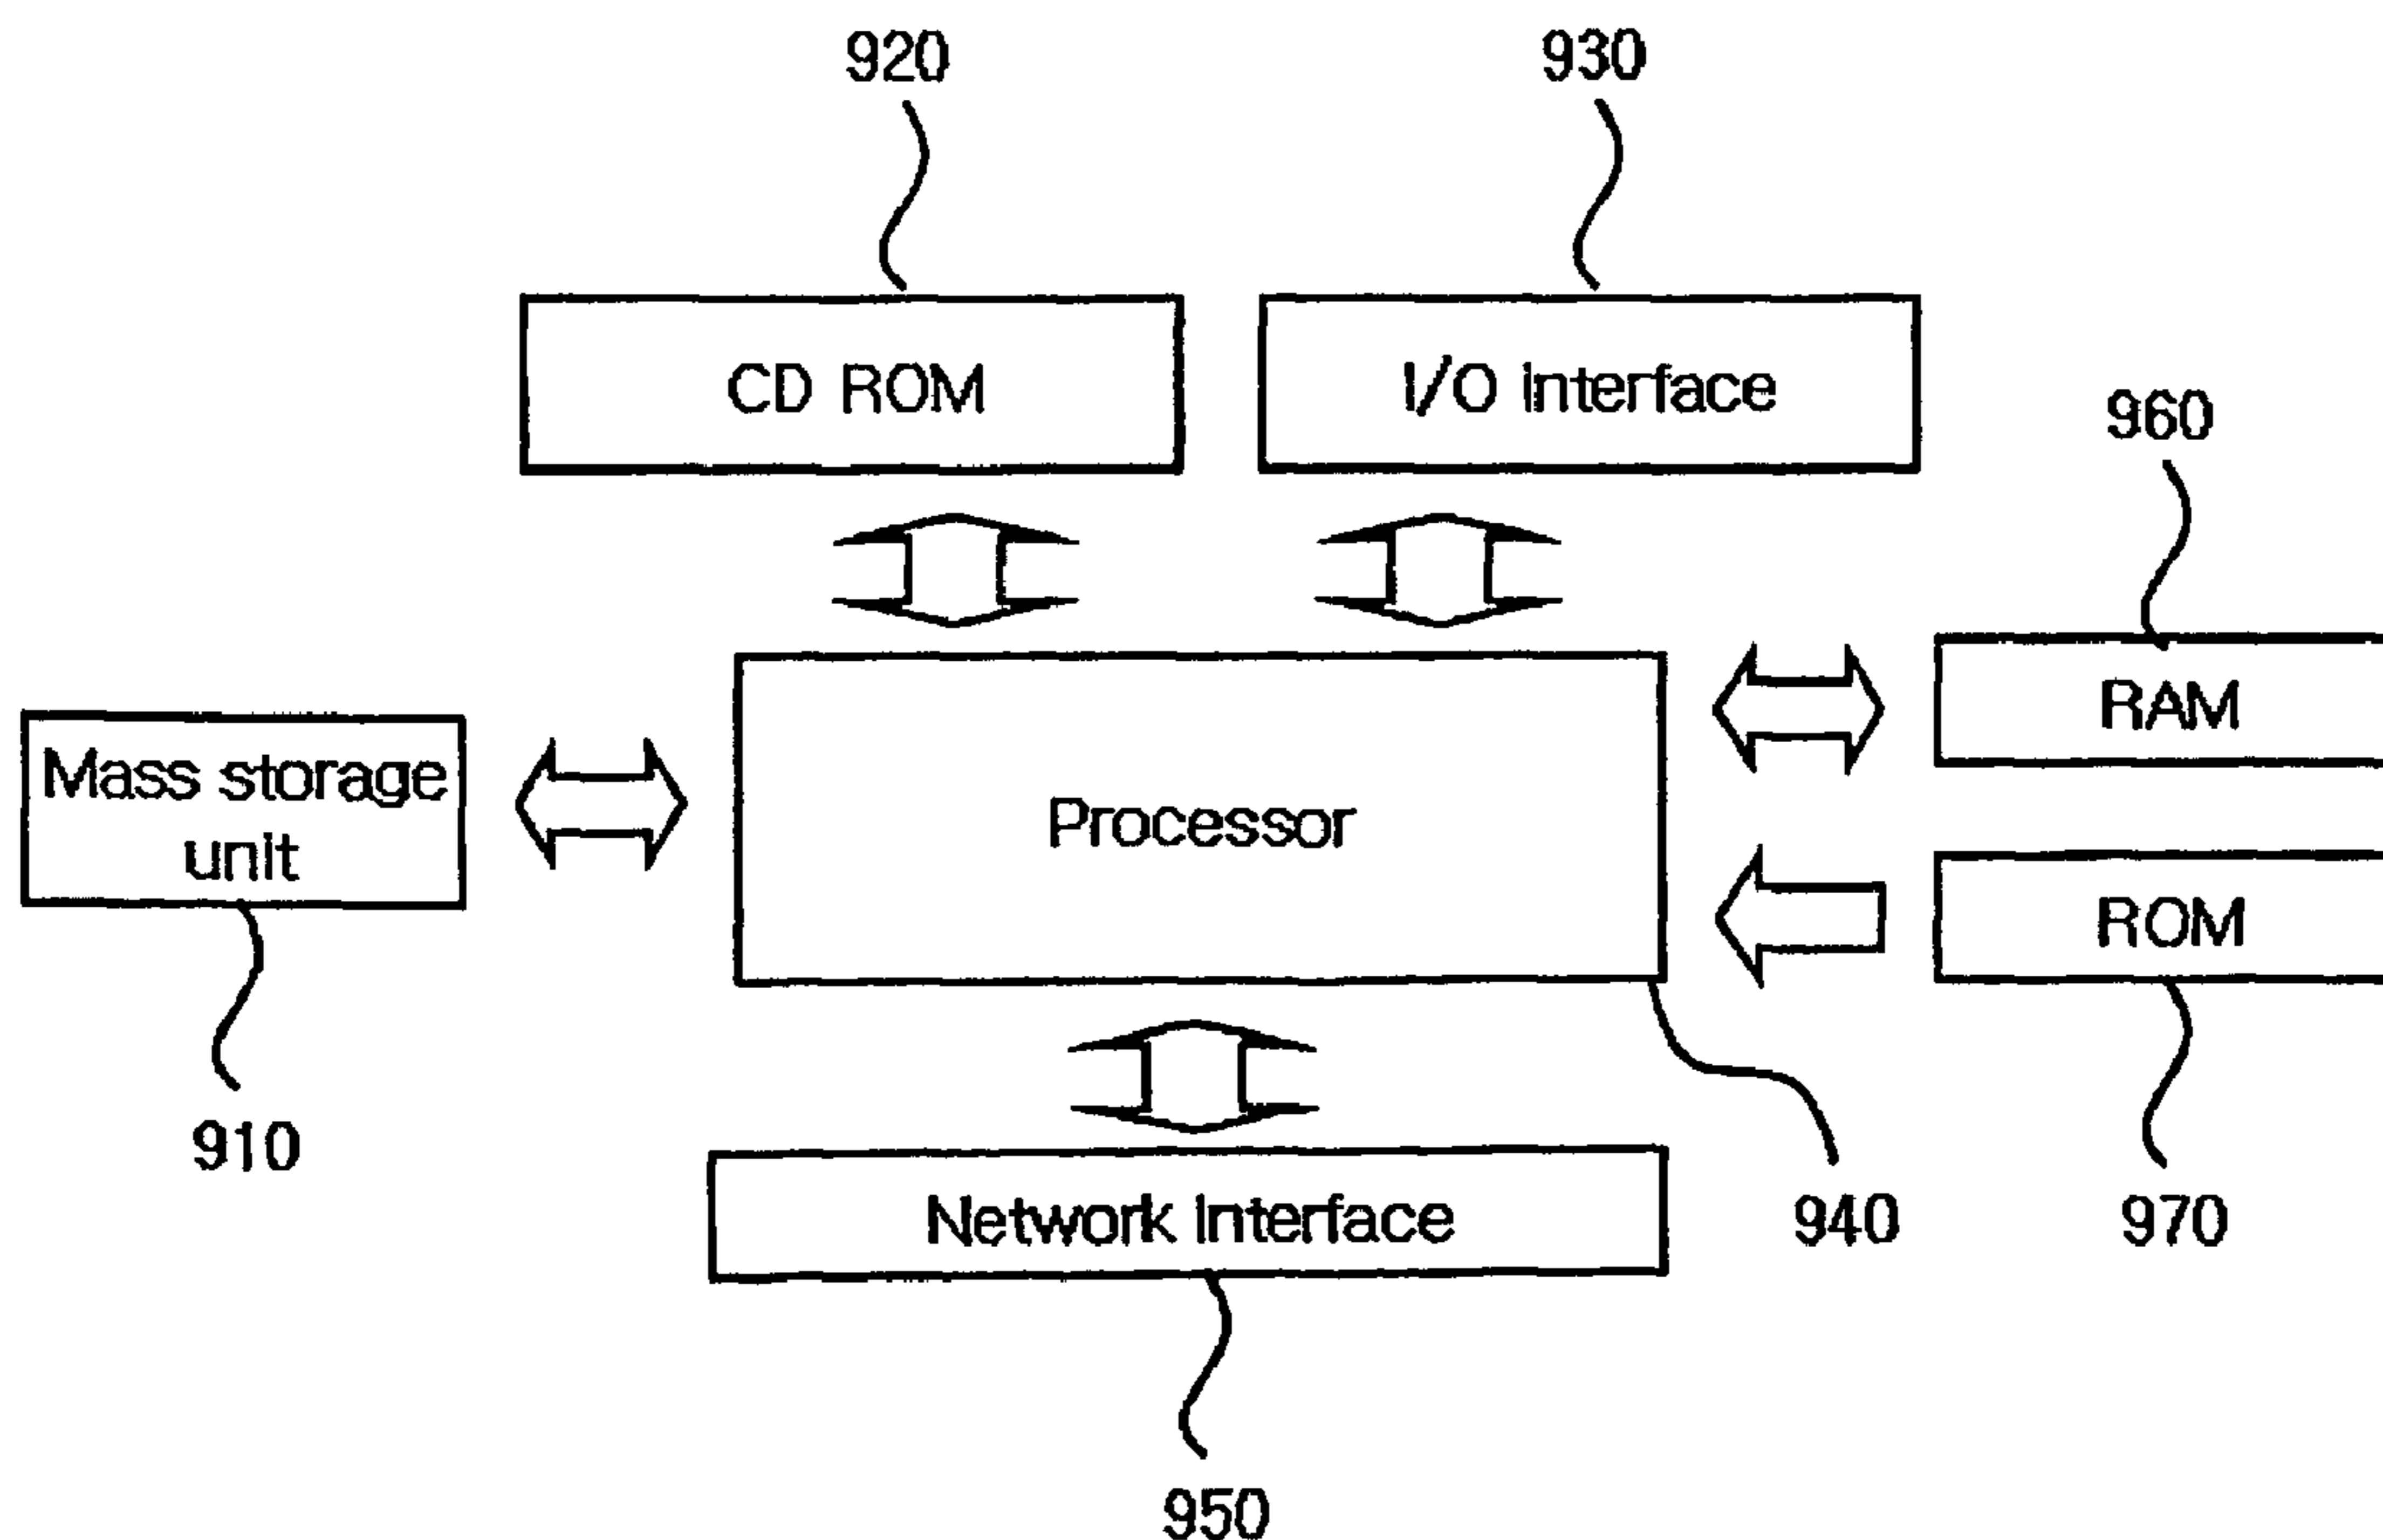 920
930
CD ROM
I/O Interface
960
RAM
Mass storage
unit
Processor
ROM
910
Network Interface
940
970
950